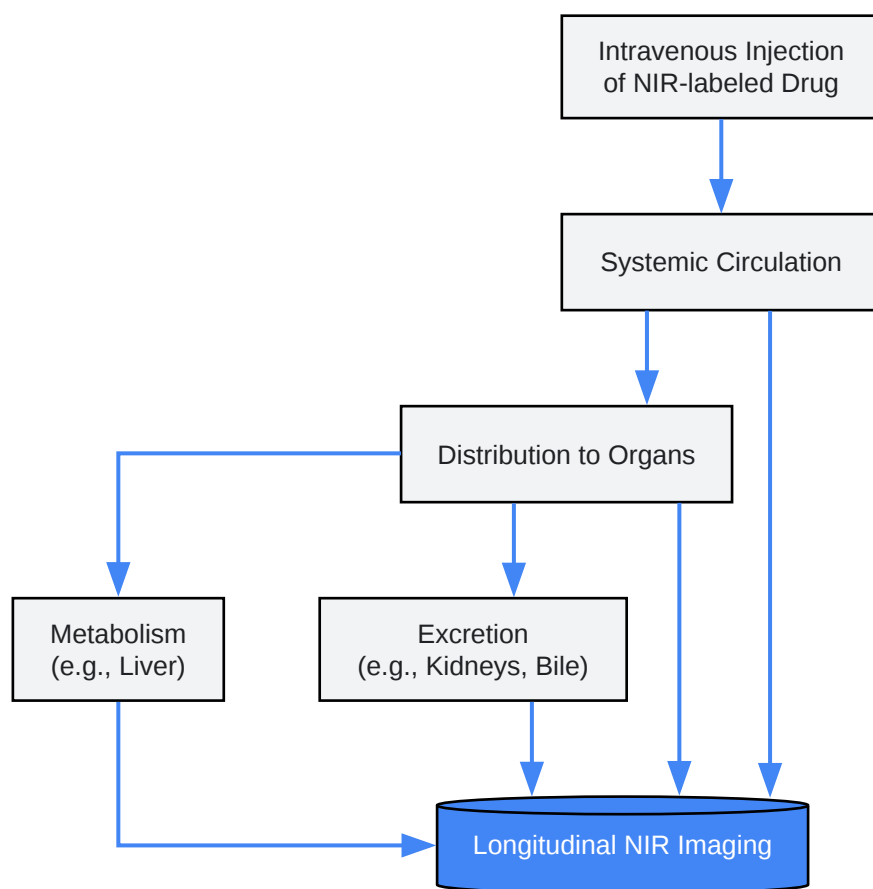 Intravenous Injection
of NIR-labeled Drug
Systemic Circulation
Distribution to Organs
Metabolism
(e.g., Liver)
Excretion
(e.g., Kidneys, Bile)
Longitudinal NIR Imaging